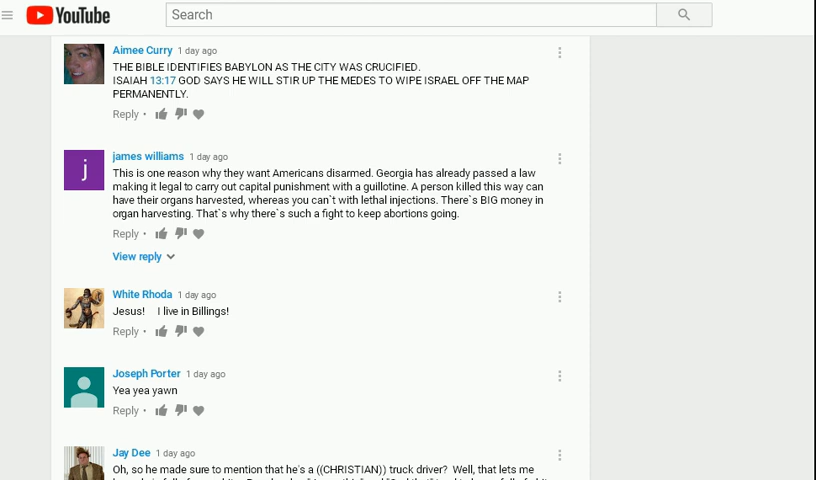 YouTube
Search
Aimee Curry 1 day ago
THE BIBLE IDENTIFIES BABYLON AS THE CITY WAS CRUCIFIED.
ISAIAH 13:17 GOD SAYS HE WILL STIR UP THE MEDES TO WIPE ISRAEL OFF THE MAP
PERMANENTLY.
Reply •
j
james williams 1 day ago
This is one reason why they want Americans disarmed. Georgia has already passed a law
making it legal to carry out capital punishment with a guillotine. A person killed this way can
have their organs harvested, whereas you can`t with lethal injections. There`s BIG money in
organ harvesting. That`s why there`s such a fight to keep abortions going.
Reply •
View reply
White Rhoda 1 day ago
Jesus! I live in Billings!
Reply •
Joseph Porter 1 day ago
Yea yea yawn
Reply •
Jay Dee 1 day ago
Oh, so he made sure to mention that he's a ((CHRISTIAN)) truck driver? Well, that lets me